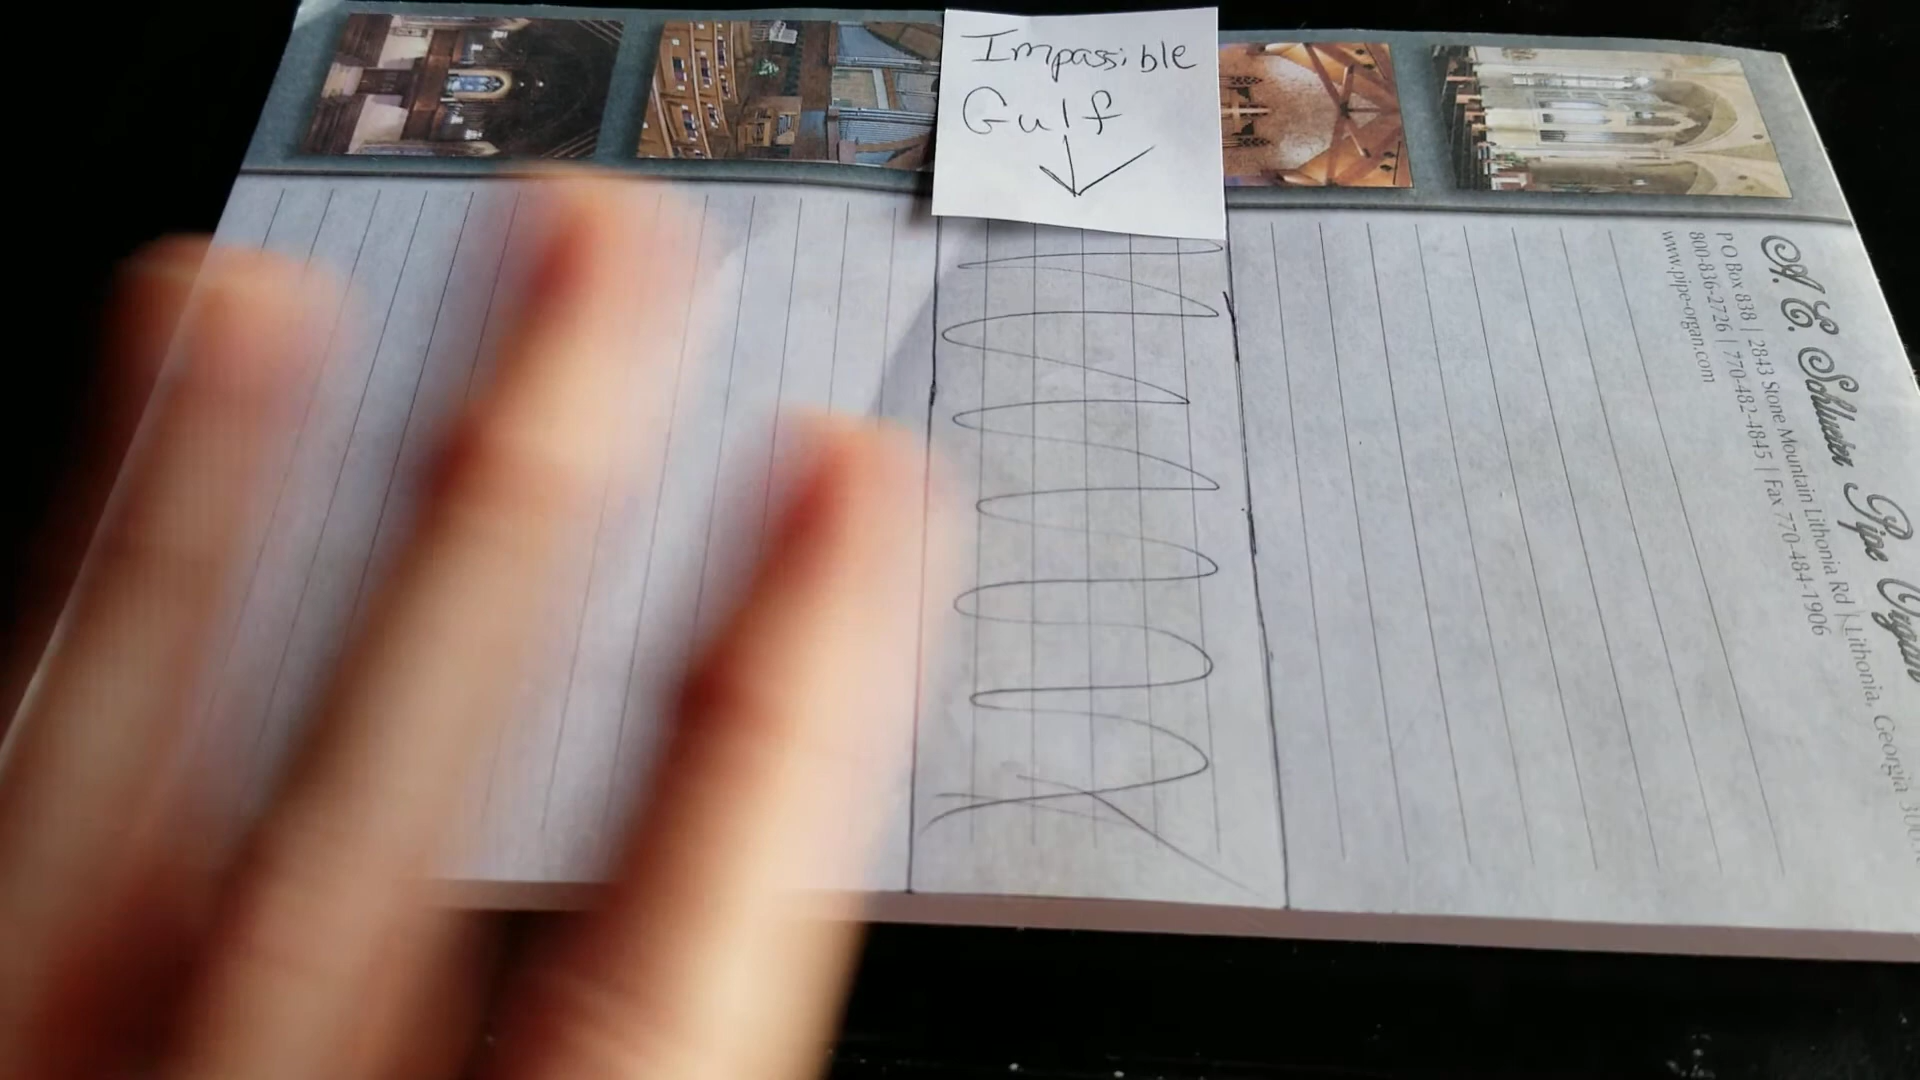 Impassible
Gulf
A. E. Schlueter Pipe Organ
P O Box 838 | 2843 Stone Mountain Lithonia Rd | Lithonia, Georgia
800-836-2726 | 770-482-4845 | Fax 770-484-1906
www.pipe-organ.com